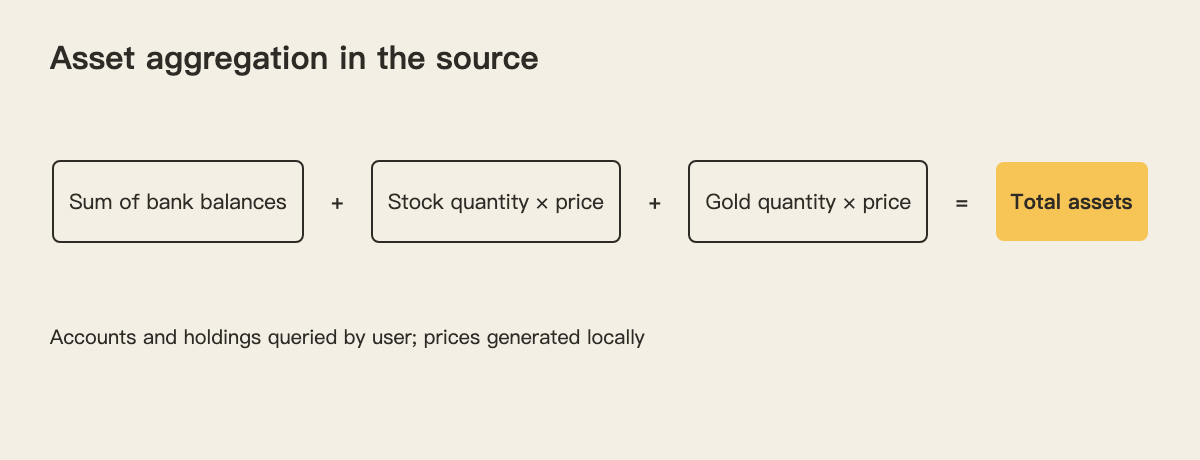 Asset aggregation in the source
Sum of bank balances + Stock quantity × price + Gold quantity × price = Total assets
Accounts and holdings queried by user; prices generated locally